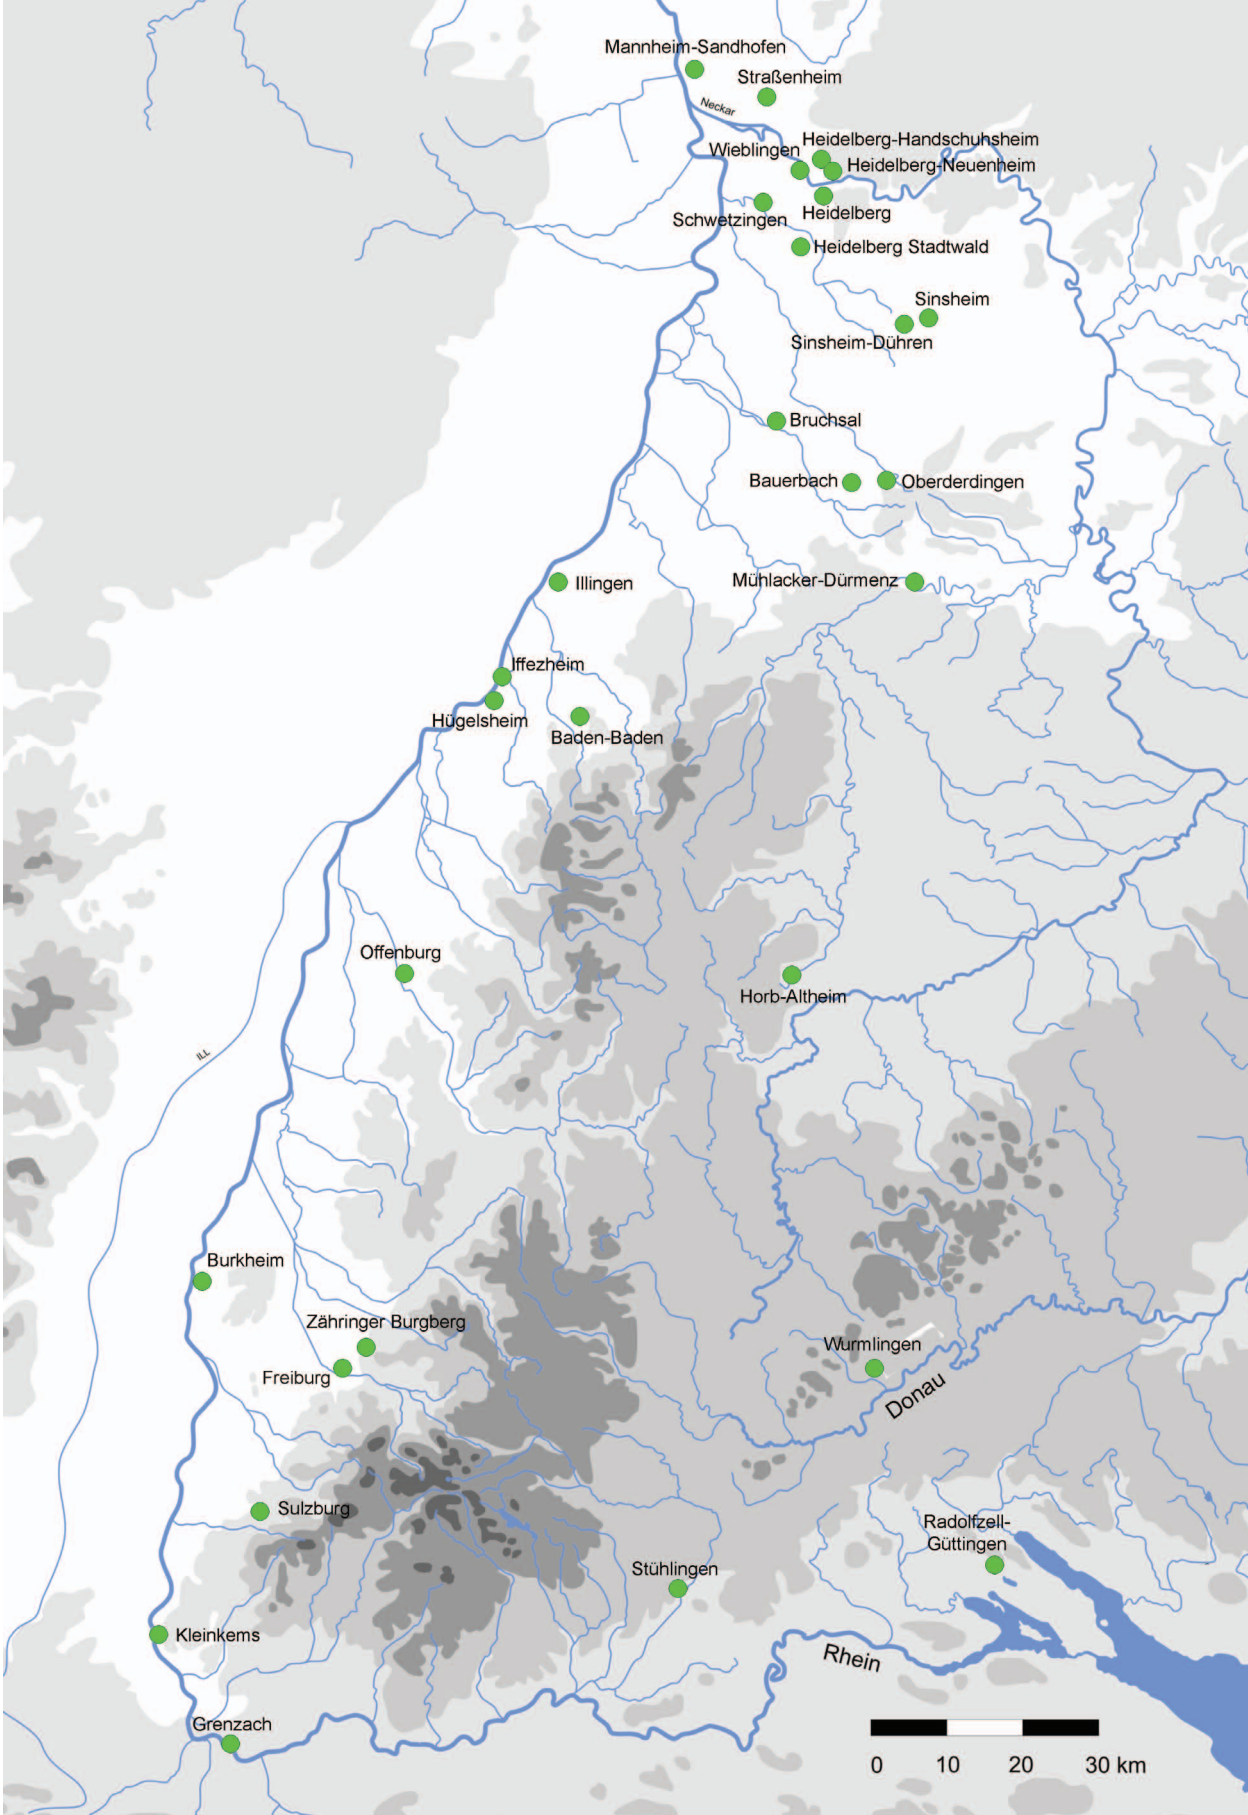 Mannheim-Sandhofen
Straßenheim
Neckar
Heidelberg-Handschuhsheim
Wieblingen
Heidelberg-Neuenheim
Schwetzingen
Heidelberg
Heidelberg Stadtwald
Sinsheim
Sinsheim-Dühren
Bruchsal
Bauerbach
Oberderdingen
Illingen
Mühlacker-Dürmenz
Iffezheim
Hügelsheim
Baden-Baden
Offenburg
Horb-Altheim
ILL
Burkheim
Zähringer Burgberg
Freiburg
Wurmlingen
Donau
Sulzburg
Radolfzell-
Güttingen
Stühlingen
Kleinkems
Rhein
Grenzach
0 10 20 30 km